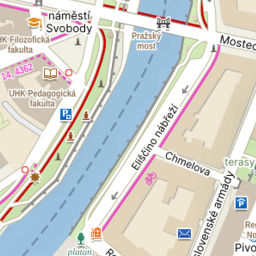 náměstí
Svobody
Pražský
most
Mostec
HK Filozofická
fakulta
14, 4362
UHK Pedagogická
fakulta
Eliščino nábřeží
Chmelova
terasy
slovenské armády
platan
Pivo